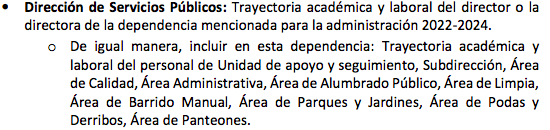 • Dirección de Servicios Públicos: Trayectoria académica y laboral del director o la
directora de la dependencia mencionada para la administración 2022-2024.
o De igual manera, incluir en esta dependencia: Trayectoria académica y
laboral del personal de Unidad de apoyo y seguimiento, Subdirección, Área
de Calidad, Área Administrativa, Área de Alumbrado Público, Área de Limpia,
Área de Barrido Manual, Área de Parques y Jardines, Área de Podas y
Derribos, Área de Panteones.